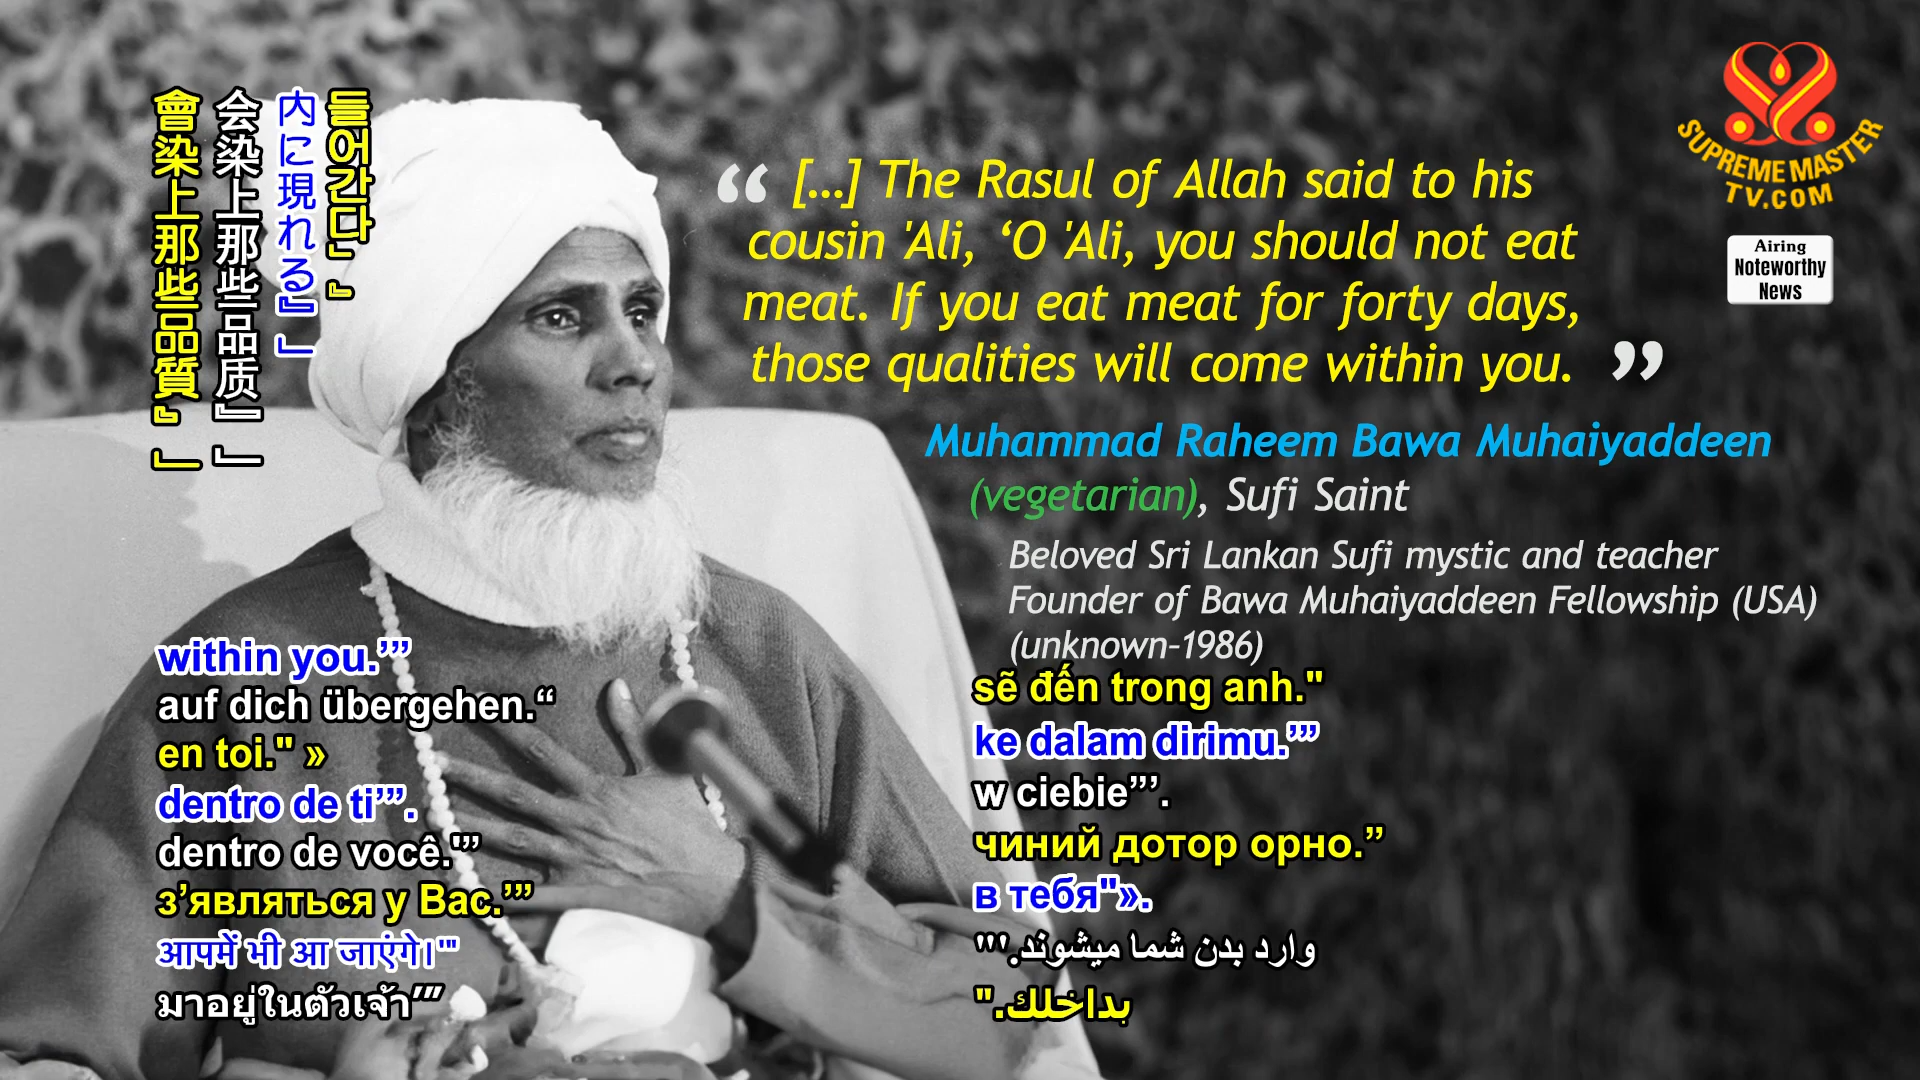 會染上那些品質』」
会染上那些品质』」
内に現れる』」
들어간다』」
“ [...] The Rasul of Allah said to his
cousin 'Ali, ‘O 'Ali, you should not eat
meat. If you eat meat for forty days,
those qualities will come within you. ”
Muhammad Raheem Bawa Muhaiyaddeen
(vegetarian), Sufi Saint
Beloved Sri Lankan Sufi mystic and teacher
Founder of Bawa Muhaiyaddeen Fellowship (USA)
(unknown-1986)
SUPREME MASTER
TV.COM
Airing
Noteworthy
News
within you.’”
auf dich übergehen.“
en toi." »
dentro de ti’”.
dentro de você.'”
з’являться у Вас.’”
आपमें भी आ जाएंगे।'"
มาอยู่ในตัวเจ้า’”
sẽ đến trong anh."
ke dalam dirimu.’”
w ciebie”’.
чиний дотор орно.”
в тебя"».
وارد بدن شما میشوند.'"
بداخلك."